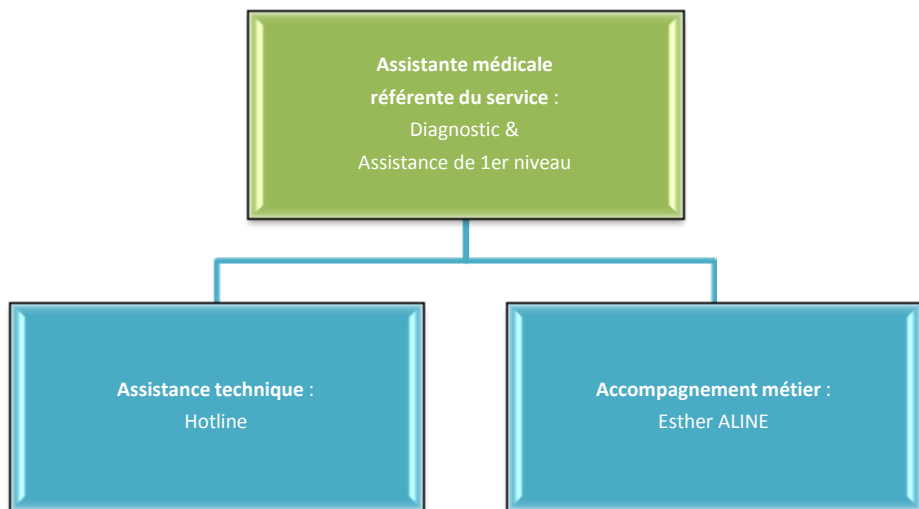 Assistante médicale
référente du service :
Diagnostic &
Assistance de 1er niveau
Assistance technique :
Hotline
Accompagnement métier :
Esther ALINE